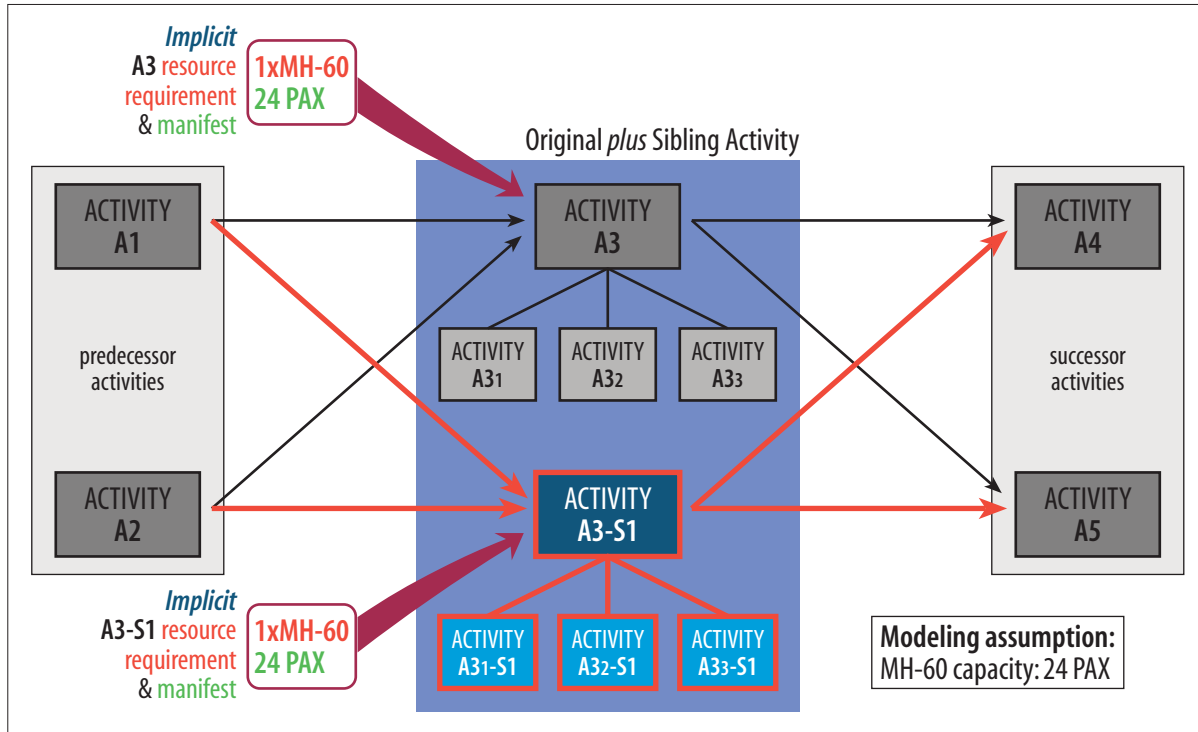 Implicit
A3 resource
requirement
& manifest
1xMH-60
24 PAX
Original plus Sibling Activity
ACTIVITY
A1
predecessor
activities
ACTIVITY
A2
ACTIVITY
A3
ACTIVITY
A31
ACTIVITY
A32
ACTIVITY
A33
ACTIVITY
A3-S1
ACTIVITY
A31-S1
ACTIVITY
A32-S1
ACTIVITY
A33-S1
ACTIVITY
A4
successor
activities
ACTIVITY
A5
Implicit
A3-S1 resource
requirement
& manifest
1xMH-60
24 PAX
Modeling assumption:
MH-60 capacity: 24 PAX